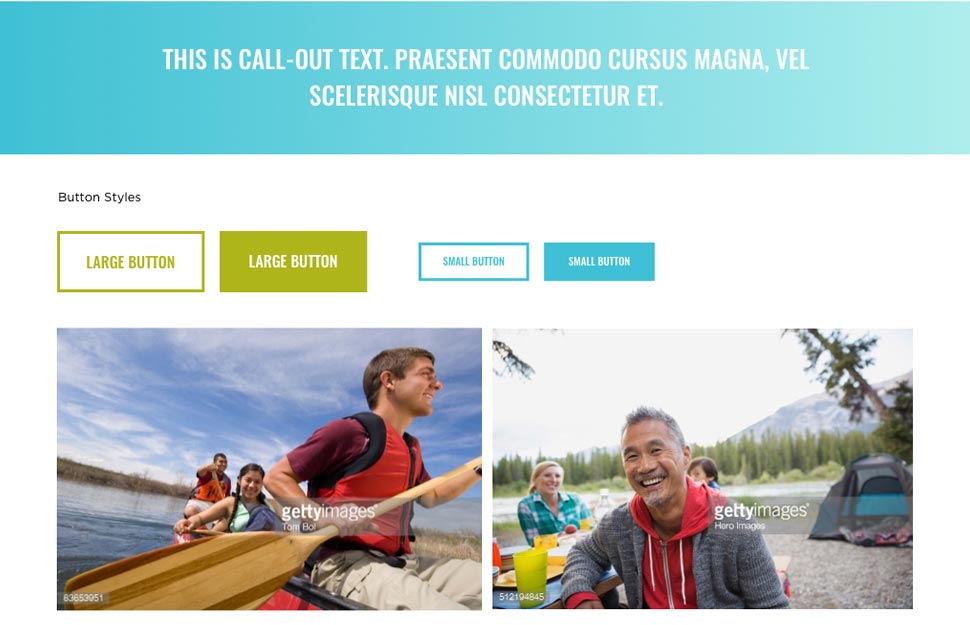 THIS IS CALL-OUT TEXT. PRAESENT COMMODO CURSUS MAGNA, VEL
SCELERISQUE NISL CONSECTETUR ET.
Button Styles
LARGE BUTTON
LARGE BUTTON
SMALL BUTTON
SMALL BUTTON
gettyimages®
Tom Bol
83653051
gettyimages®
Hero Images
512194845